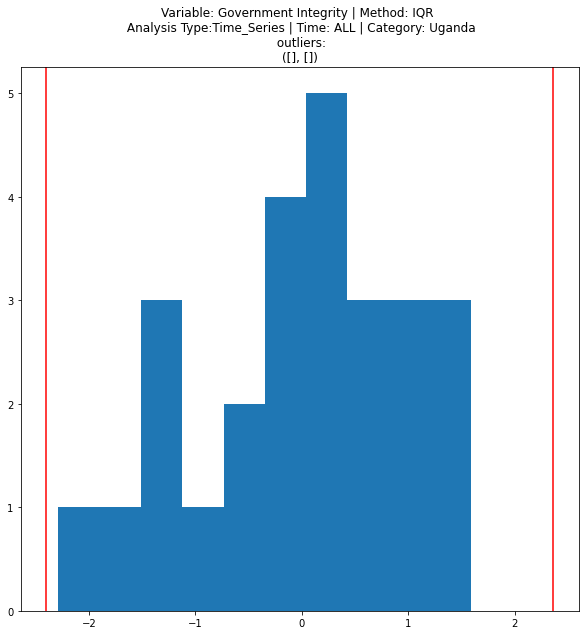 Variable: Government Integrity | Method: IQR
Analysis Type:Time_Series | Time: ALL | Category: Uganda
outliers:
([], [])
5
4
3
2
1
0
−2 −1 0 1 2